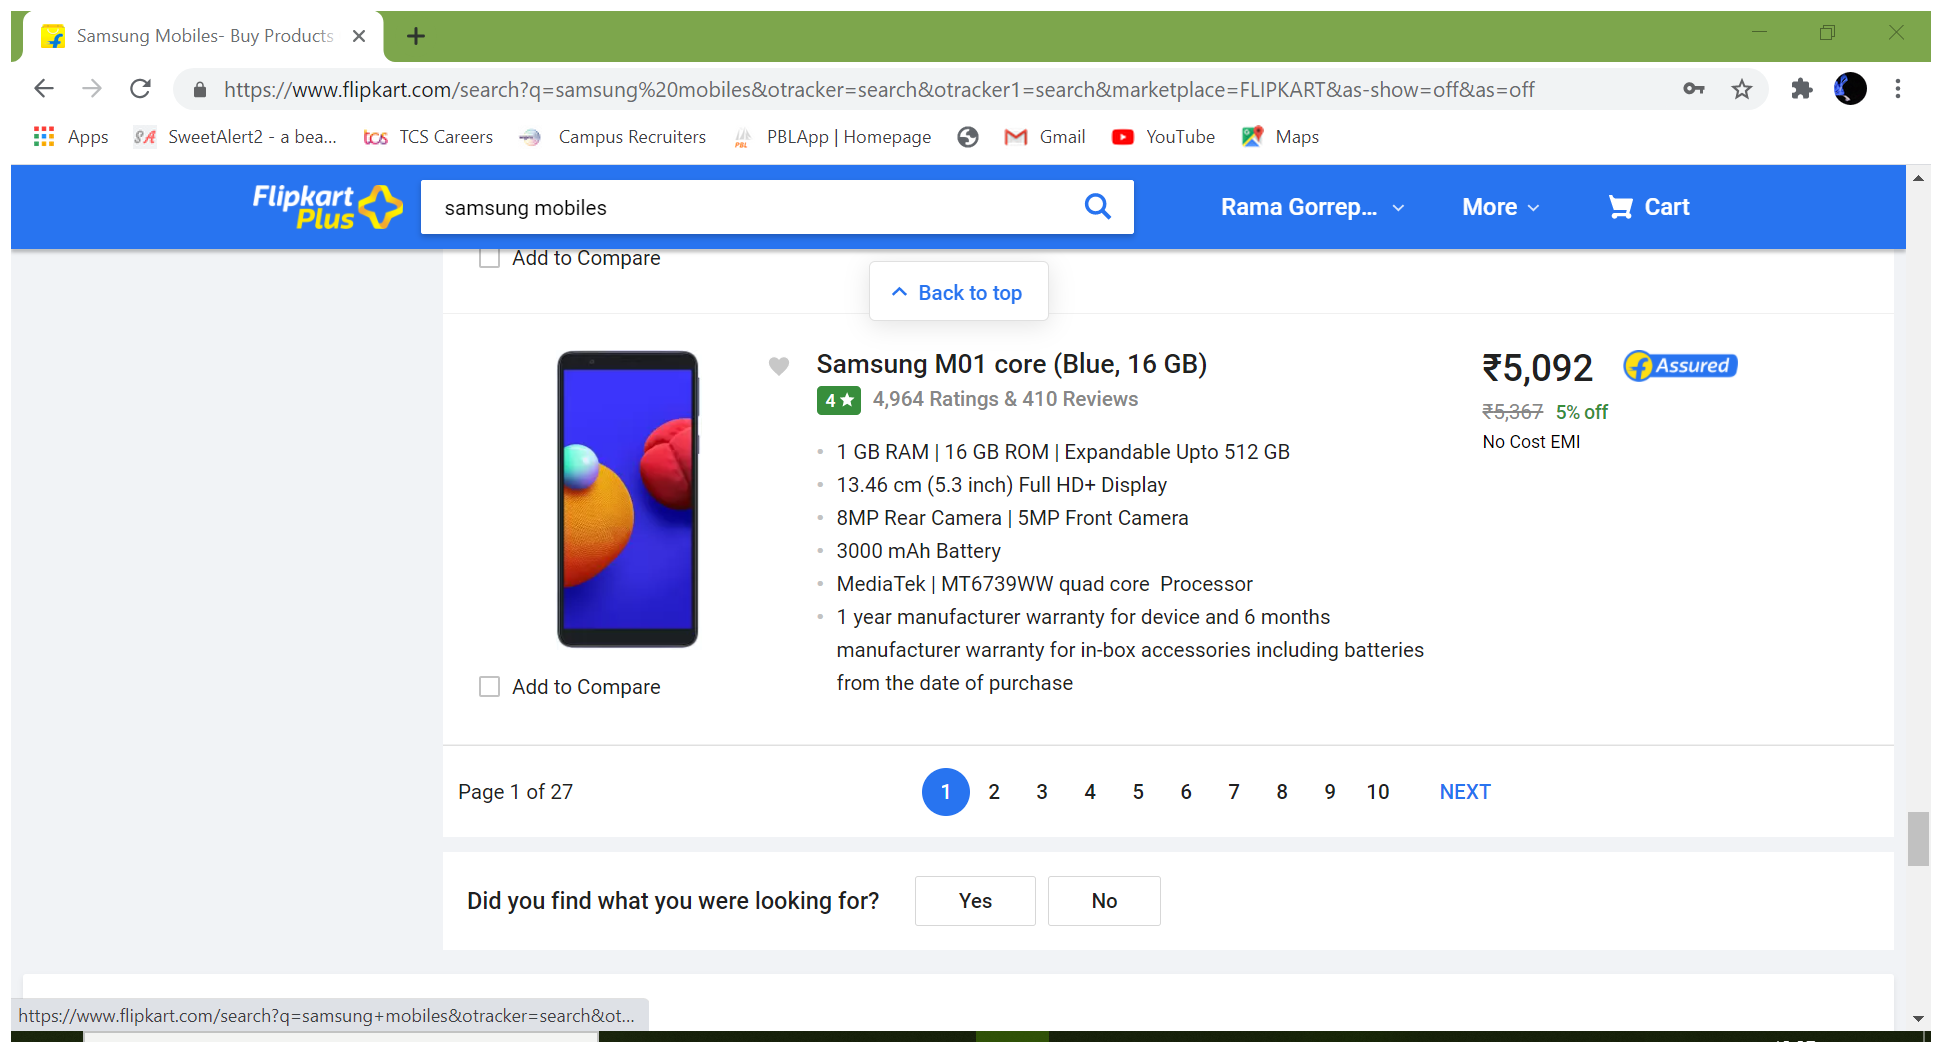 Samsung Mobiles- Buy Products
https://www.flipkart.com/search?q=samsung%20mobiles&otracker=search&otracker1=search&marketplace=FLIPKART&as-show=off&as=off
Apps SA SweetAlert2 - a bea... tcs TCS Careers Campus Recruiters PBL PBLApp | Homepage Gmail YouTube Maps
Flipkart
Plus
samsung mobiles
Rama Gorrep... More Cart
Add to Compare
Back to top
Samsung M01 core (Blue, 16 GB)
₹5,092 Assured
4★ 4,964 Ratings & 410 Reviews
₹5,367 5% off
No Cost EMI
• 1 GB RAM | 16 GB ROM | Expandable Upto 512 GB
• 13.46 cm (5.3 inch) Full HD+ Display
• 8MP Rear Camera | 5MP Front Camera
• 3000 mAh Battery
• MediaTek | MT6739WW quad core Processor
• 1 year manufacturer warranty for device and 6 months
manufacturer warranty for in-box accessories including batteries
from the date of purchase
Add to Compare
Page 1 of 27 1 2 3 4 5 6 7 8 9 10 NEXT
Did you find what you were looking for? Yes No
https://www.flipkart.com/search?q=samsung+mobiles&otracker=search&ot...